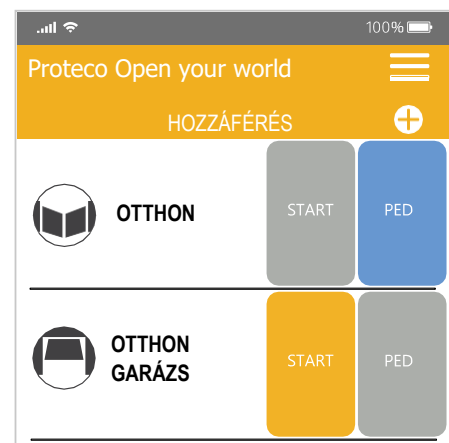 100%
Proteco Open your world
HOZZÁFÉRÉS
OTTHON START PED
OTTHON
GARÁZS
START PED